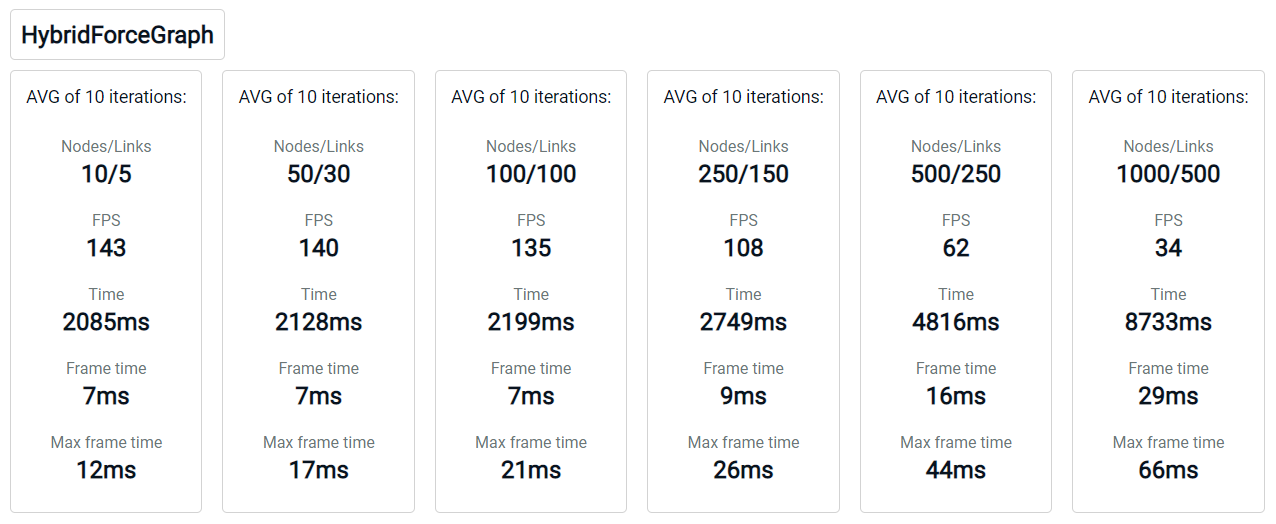 HybridForceGraph
AVG of 10 iterations:
Nodes/Links
10/5
FPS
143
Time
2085ms
Frame time
7ms
Max frame time
12ms
AVG of 10 iterations:
Nodes/Links
50/30
FPS
140
Time
2128ms
Frame time
7ms
Max frame time
17ms
AVG of 10 iterations:
Nodes/Links
100/100
FPS
135
Time
2199ms
Frame time
7ms
Max frame time
21ms
AVG of 10 iterations:
Nodes/Links
250/150
FPS
108
Time
2749ms
Frame time
9ms
Max frame time
26ms
AVG of 10 iterations:
Nodes/Links
500/250
FPS
62
Time
4816ms
Frame time
16ms
Max frame time
44ms
AVG of 10 iterations:
Nodes/Links
1000/500
FPS
34
Time
8733ms
Frame time
29ms
Max frame time
66ms